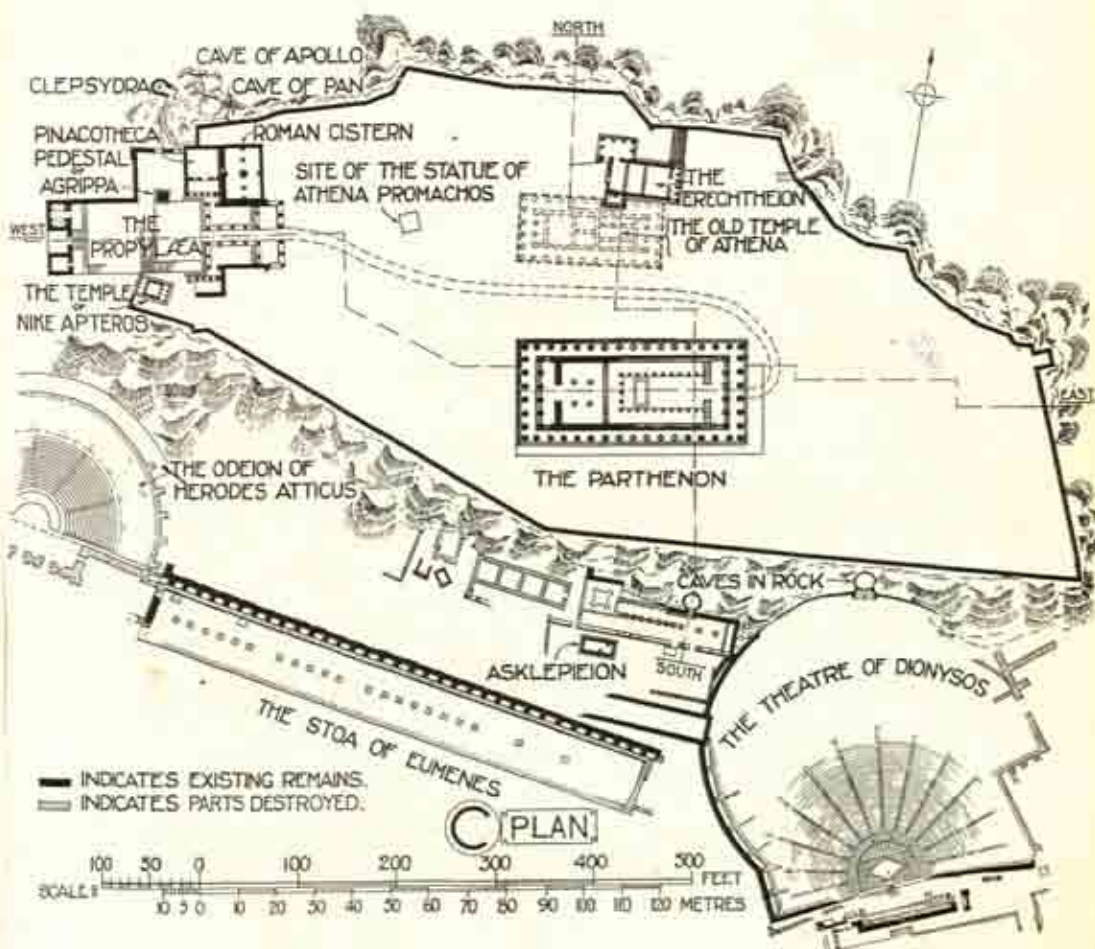 NORTH
CAVE OF APOLLO
CLEPSYDRA
CAVE OF PAN
PINACOTHECA
ROMAN CISTERN
PEDESTAL
OF
AGRIPPA
SITE OF THE STATUE OF
ATHENA PROMACHOS
THE
ERECHTHEION
THE OLD TEMPLE
OF ATHENA
WEST
THE
PROPYLÆA
THE TEMPLE
OF
NIKE APTEROS
EAST
THE ODEION OF
HERODES ATTICUS
THE PARTHENON
CAVES IN ROCK
ASKLEPIEION
SOUTH
THE THEATRE OF DIONYSOS
THE STOA OF EUMENES
INDICATES EXISTING REMAINS.
INDICATES PARTS DESTROYED.
C PLAN
100 50 0 100 200 300 400 500 FEET
SCALE
10 5 0 10 20 30 40 50 60 70 80 90 100 110 120 METRES